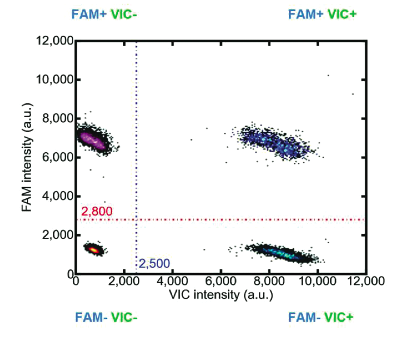 FAM+ VIC- FAM+ VIC+
12,000
10,000
8,000
6,000
4,000
2,000
0
FAM intensity (a.u.)
2,800
2,500
0 2,000 4,000 6,000 8,000 10,000 12,000
VIC intensity (a.u.)
FAM- VIC- FAM- VIC+